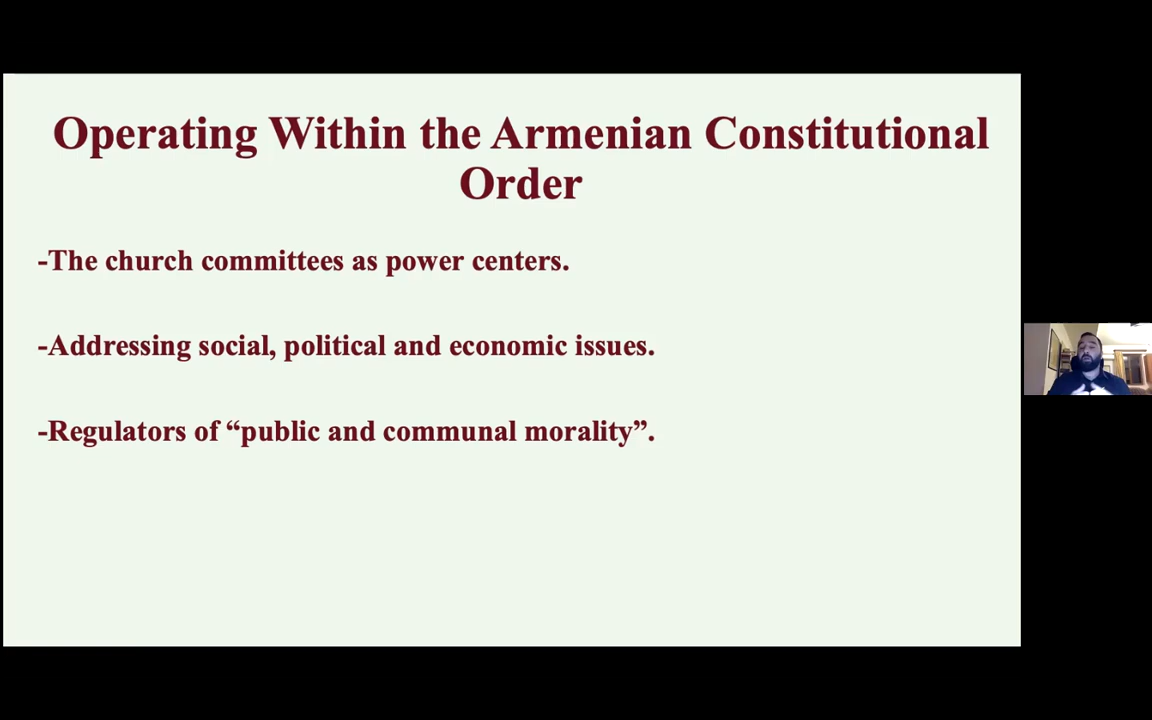 Operating Within the Armenian Constitutional
Order
-The church committees as power centers.
-Addressing social, political and economic issues.
-Regulators of “public and communal morality”.